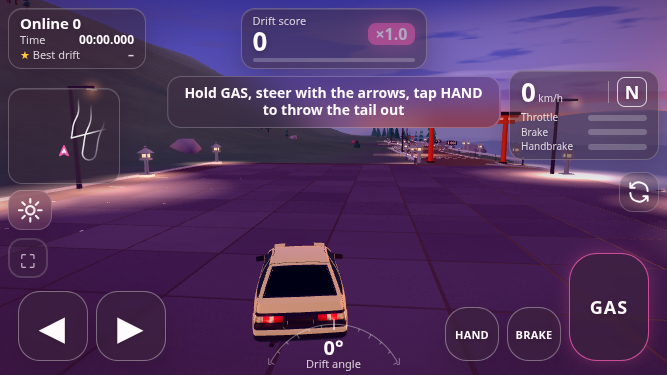 Online 0
Time 00:00.000
★ Best drift –
Drift score
0
×1.0
Hold GAS, steer with the arrows, tap HAND
to throw the tail out
0 km/h
N
Throttle
Brake
Handbrake
◀ ▶
HAND
BRAKE
GAS
0°
Drift angle